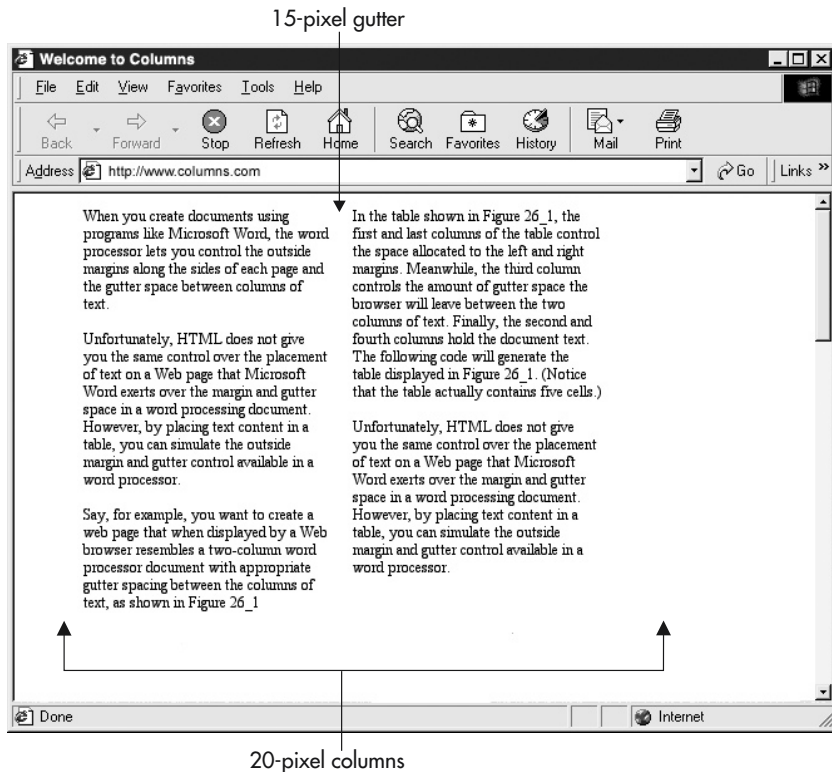 15-pixel gutter
Welcome to Columns
File Edit View Favorites Tools Help
Back Forward Stop Refresh Home Search Favorites History Mail Print
Address http://www.columns.com Go Links »
When you create documents using
programs like Microsoft Word, the word
processor lets you control the outside
margins along the sides of each page and
the gutter space between columns of
text.
Unfortunately, HTML does not give
you the same control over the placement
of text on a Web page that Microsoft
Word exerts over the margin and gutter
space in a word processing document.
However, by placing text content in a
table, you can simulate the outside
margin and gutter control available in a
word processor.
Say, for example, you want to create a
web page that when displayed by a Web
browser resembles a two-column word
processor document with appropriate
gutter spacing between the columns of
text, as shown in Figure 26_1
In the table shown in Figure 26_1, the
first and last columns of the table control
the space allocated to the left and right
margins. Meanwhile, the third column
controls the amount of gutter space the
browser will leave between the two
columns of text. Finally, the second and
fourth columns hold the document text.
The following code will generate the
table displayed in Figure 26_1. (Notice
that the table actually contains five cells.)
Unfortunately, HTML does not give
you the same control over the placement
of text on a Web page that Microsoft
Word exerts over the margin and gutter
space in a word processing document.
However, by placing text content in a
table, you can simulate the outside
margin and gutter control available in a
word processor.
Done Internet
20-pixel columns